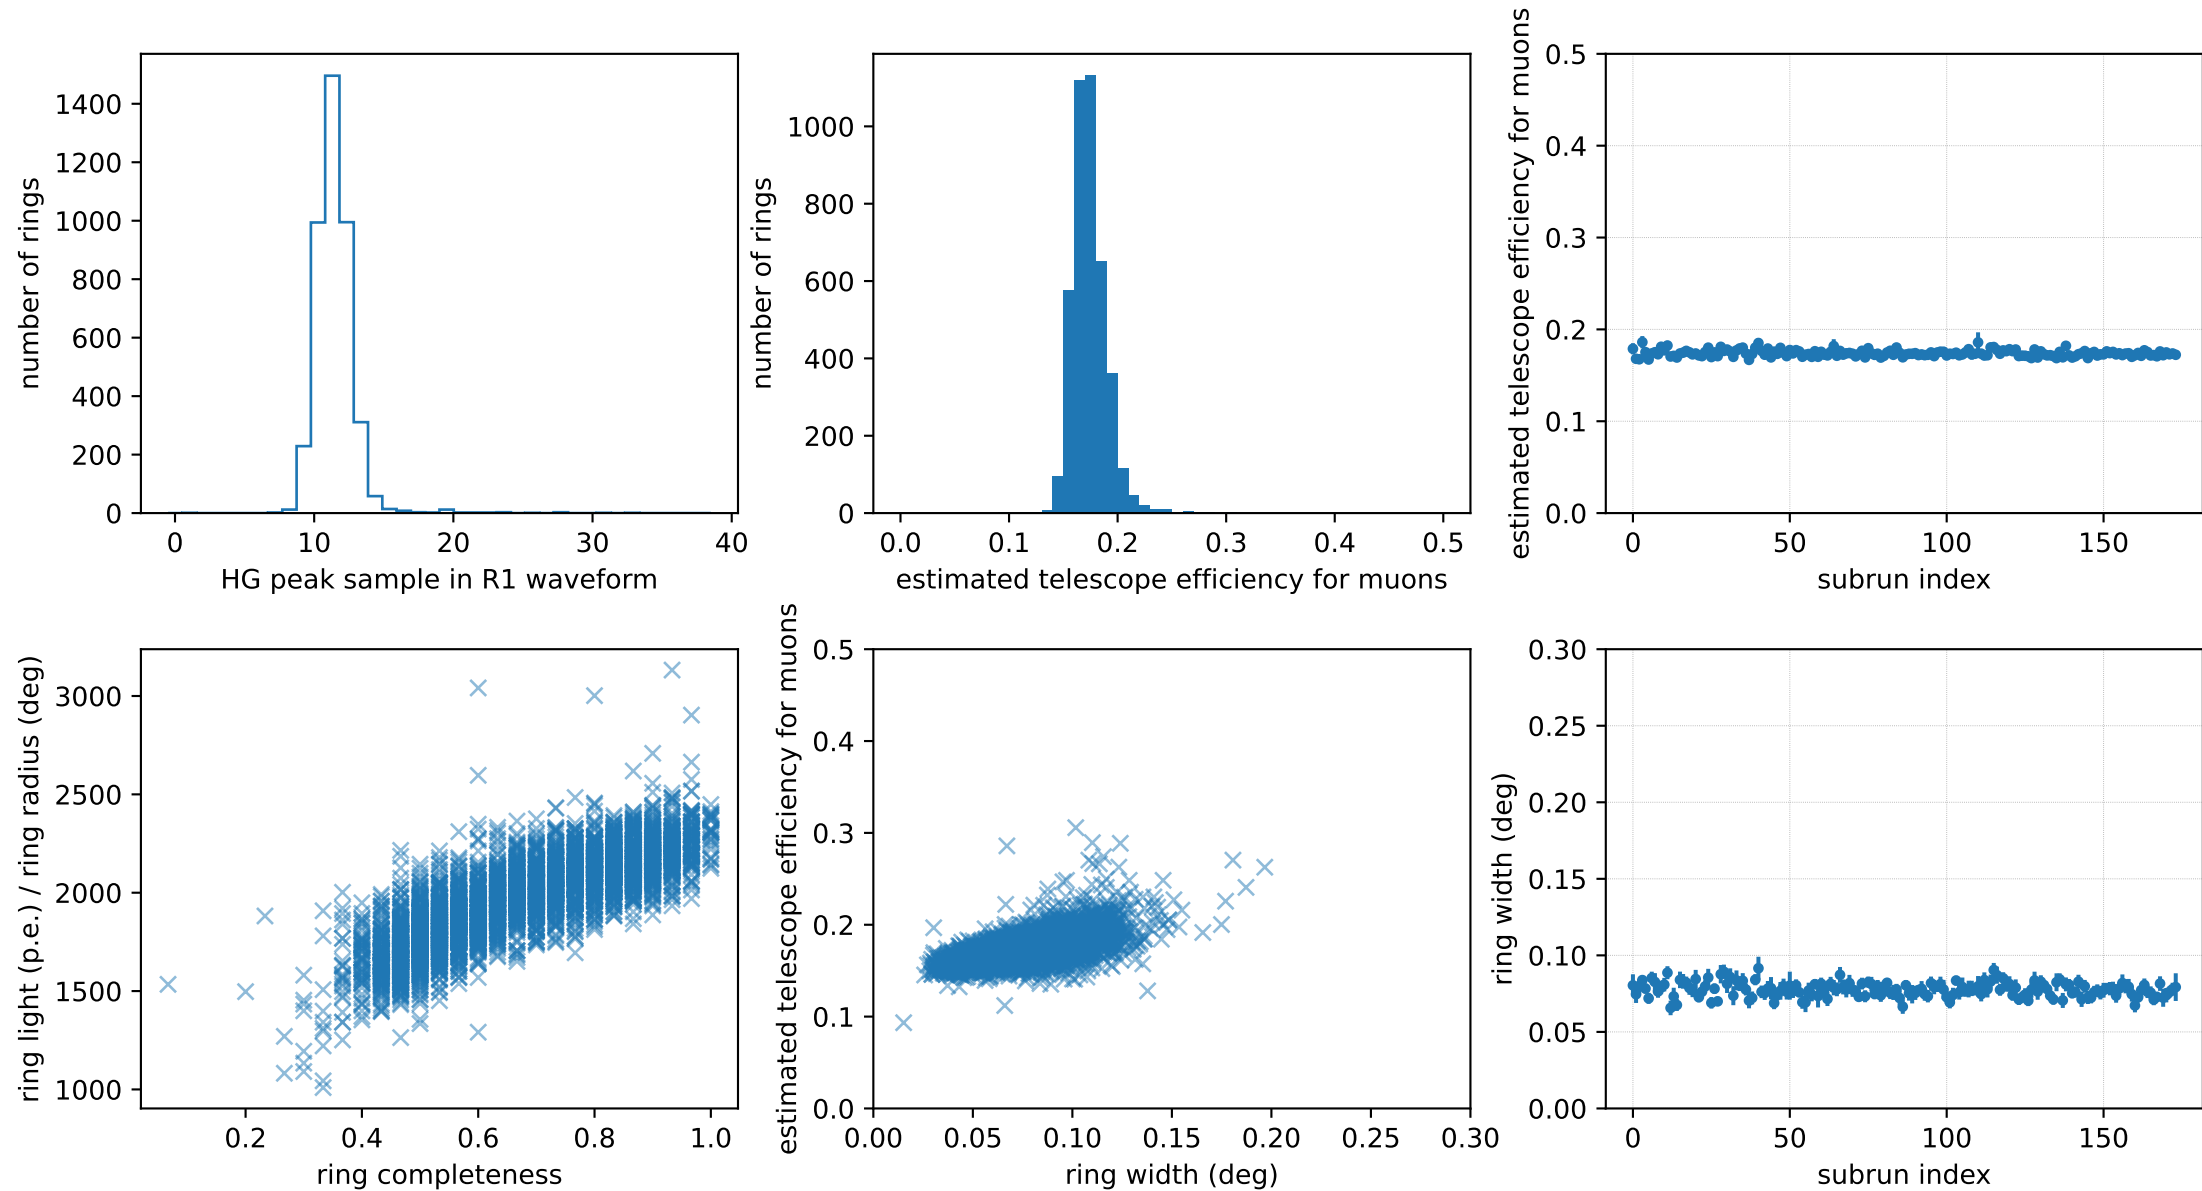 number of rings
1400
1200
1000
800
600
400
200
0
0 10 20 30 40
HG peak sample in R1 waveform
number of rings
1000
800
600
400
200
0
0.0 0.1 0.2 0.3 0.4 0.5
estimated telescope efficiency for muons
estimated telescope efficiency for muons
0.5
0.4
0.3
0.2
0.1
0.0
0 50 100 150
subrun index
ring light (p.e.) / ring radius (deg)
3000
2500
2000
1500
1000
0.2 0.4 0.6 0.8 1.0
ring completeness
estimated telescope efficiency for muons
0.5
0.4
0.3
0.2
0.1
0.0
0.00 0.05 0.10 0.15 0.20 0.25 0.30
ring width (deg)
ring width (deg)
0.30
0.25
0.20
0.15
0.10
0.05
0.00
0 50 100 150
subrun index